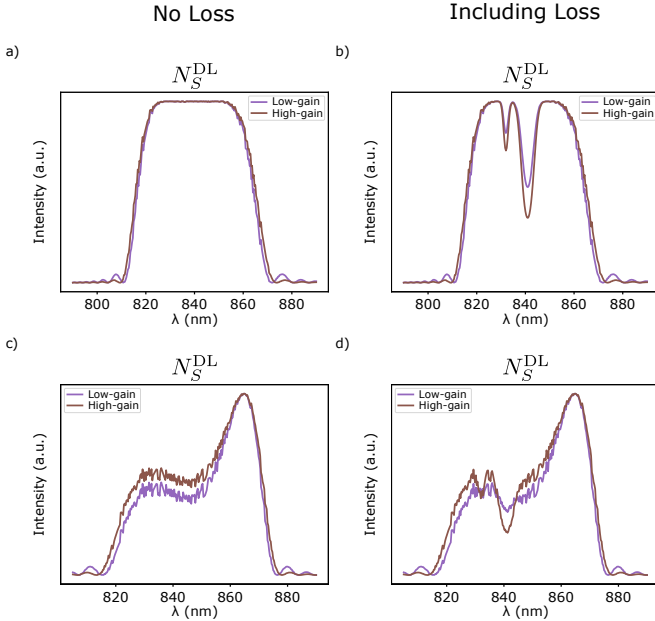 No Loss
Including Loss
a)
b)
N_S^DL
N_S^DL
Intensity (a.u.)
Low-gain
High-gain
800 820 840 860 880
λ (nm)
Intensity (a.u.)
Low-gain
High-gain
800 820 840 860 880
λ (nm)
c)
d)
N_S^DL
N_S^DL
Intensity (a.u.)
Low-gain
High-gain
820 840 860 880
λ (nm)
Intensity (a.u.)
Low-gain
High-gain
820 840 860 880
λ (nm)